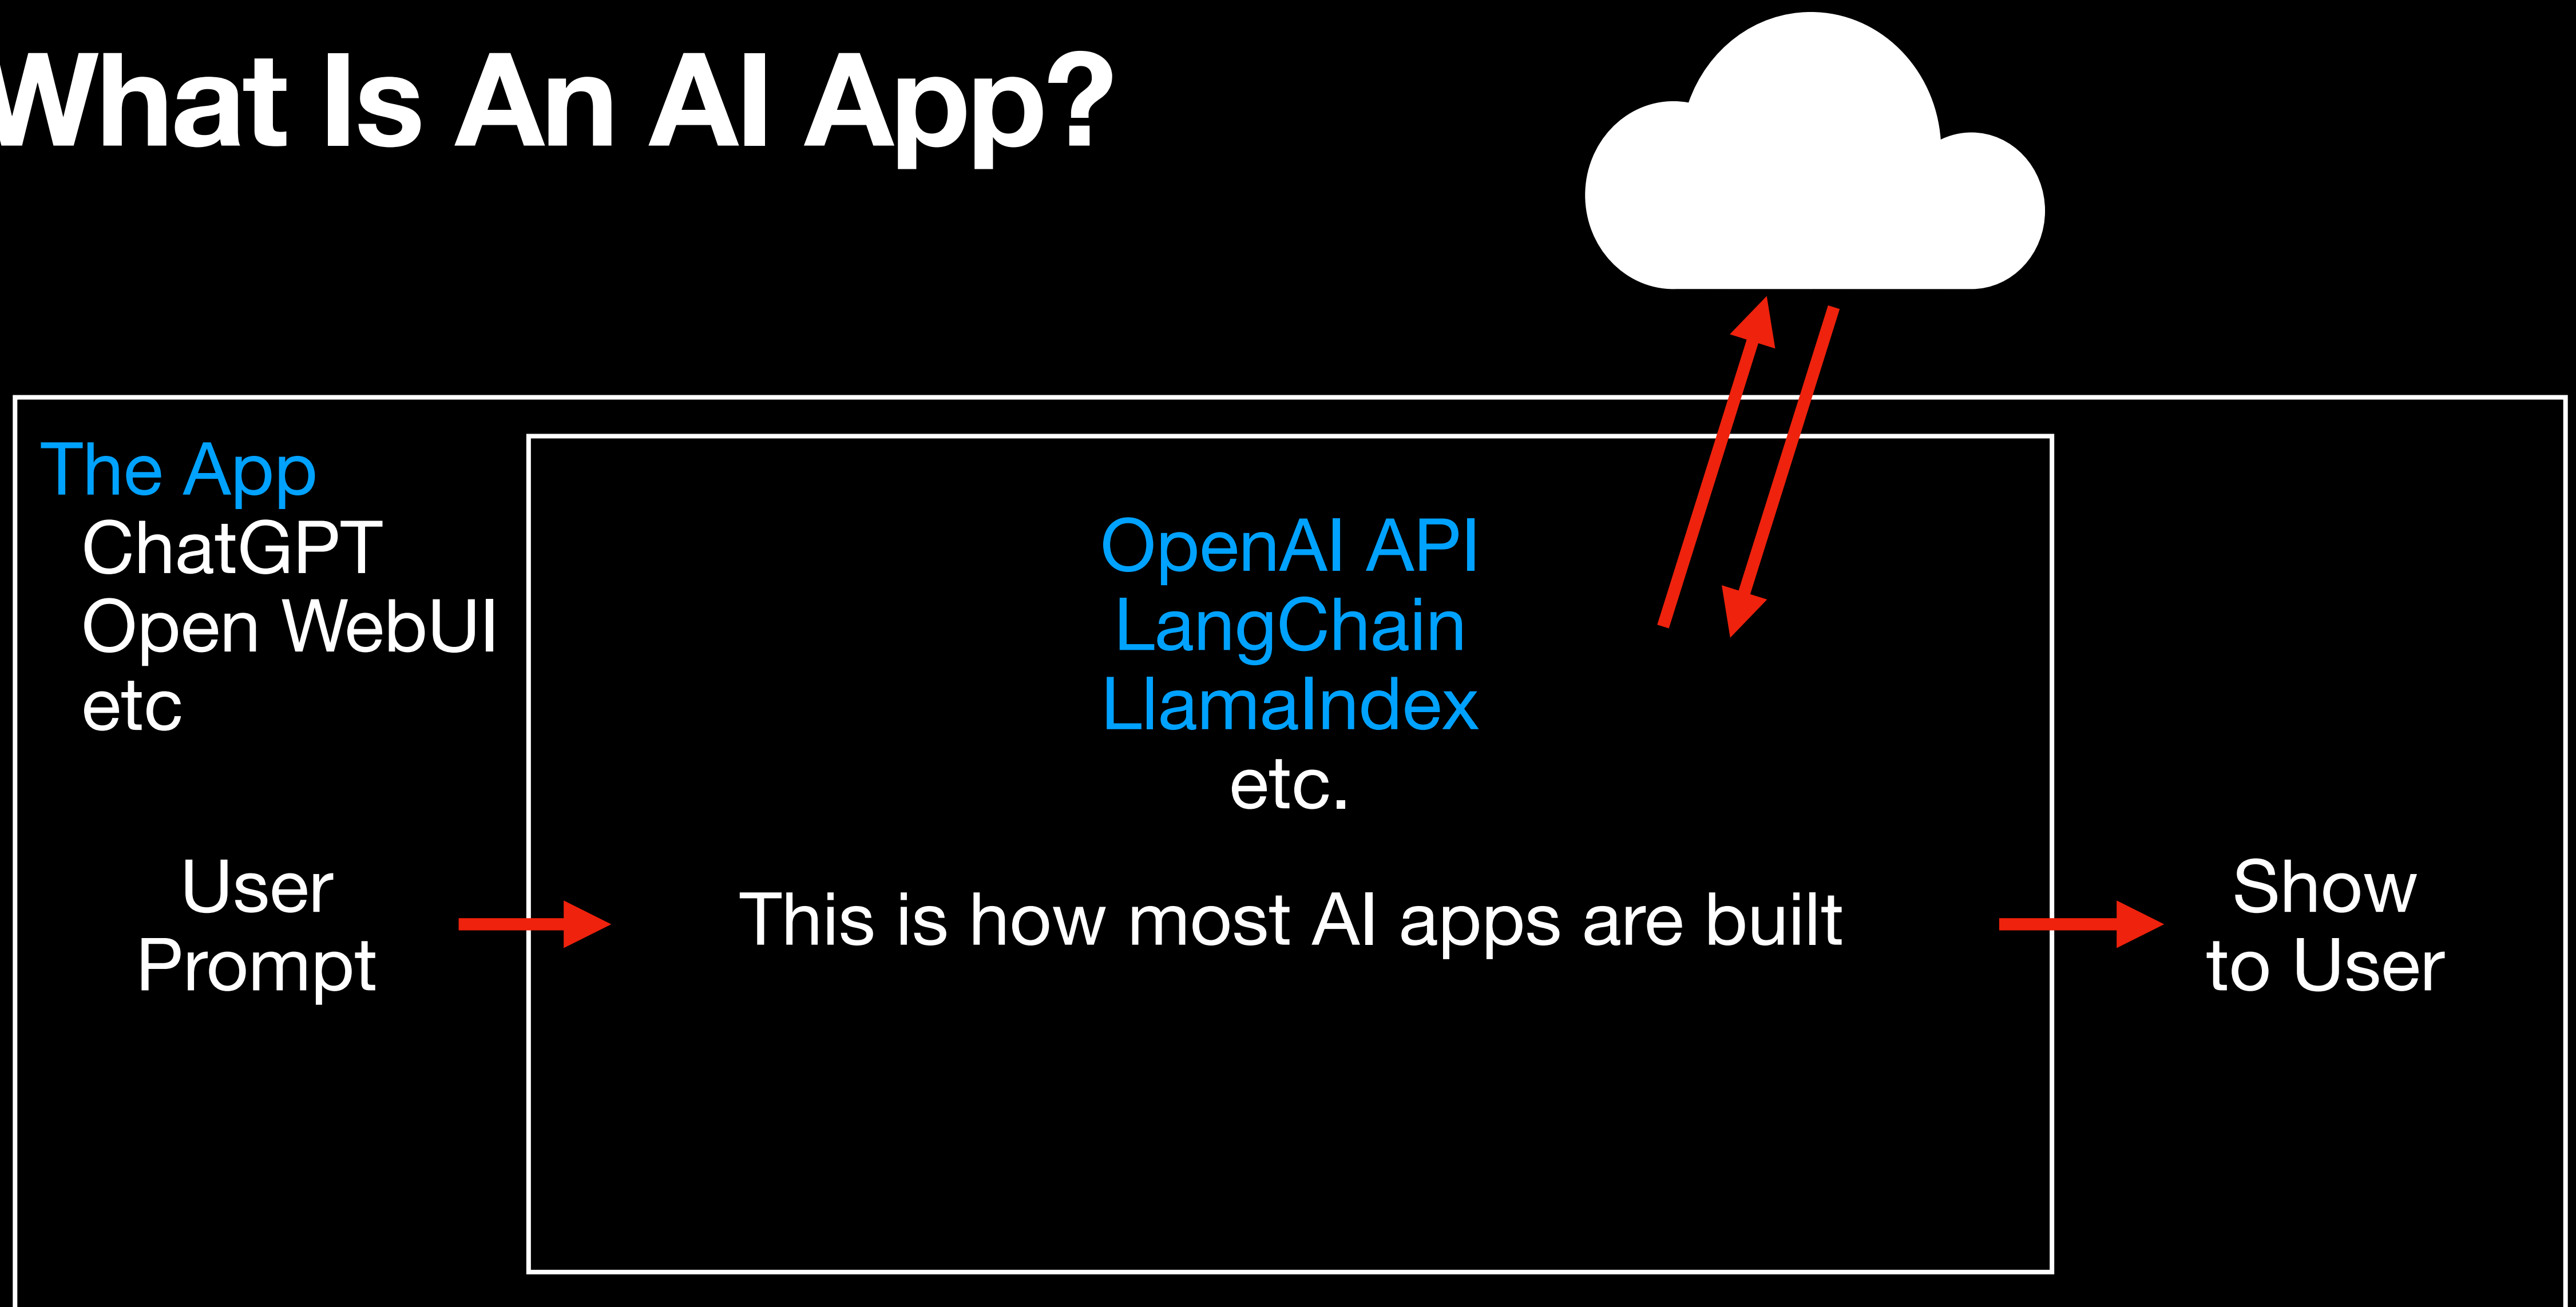 What Is An AI App?
The App
ChatGPT
Open WebUI
etc
OpenAI API
LangChain
LlamaIndex
etc.
User
Prompt
This is how most AI apps are built
Show
to User